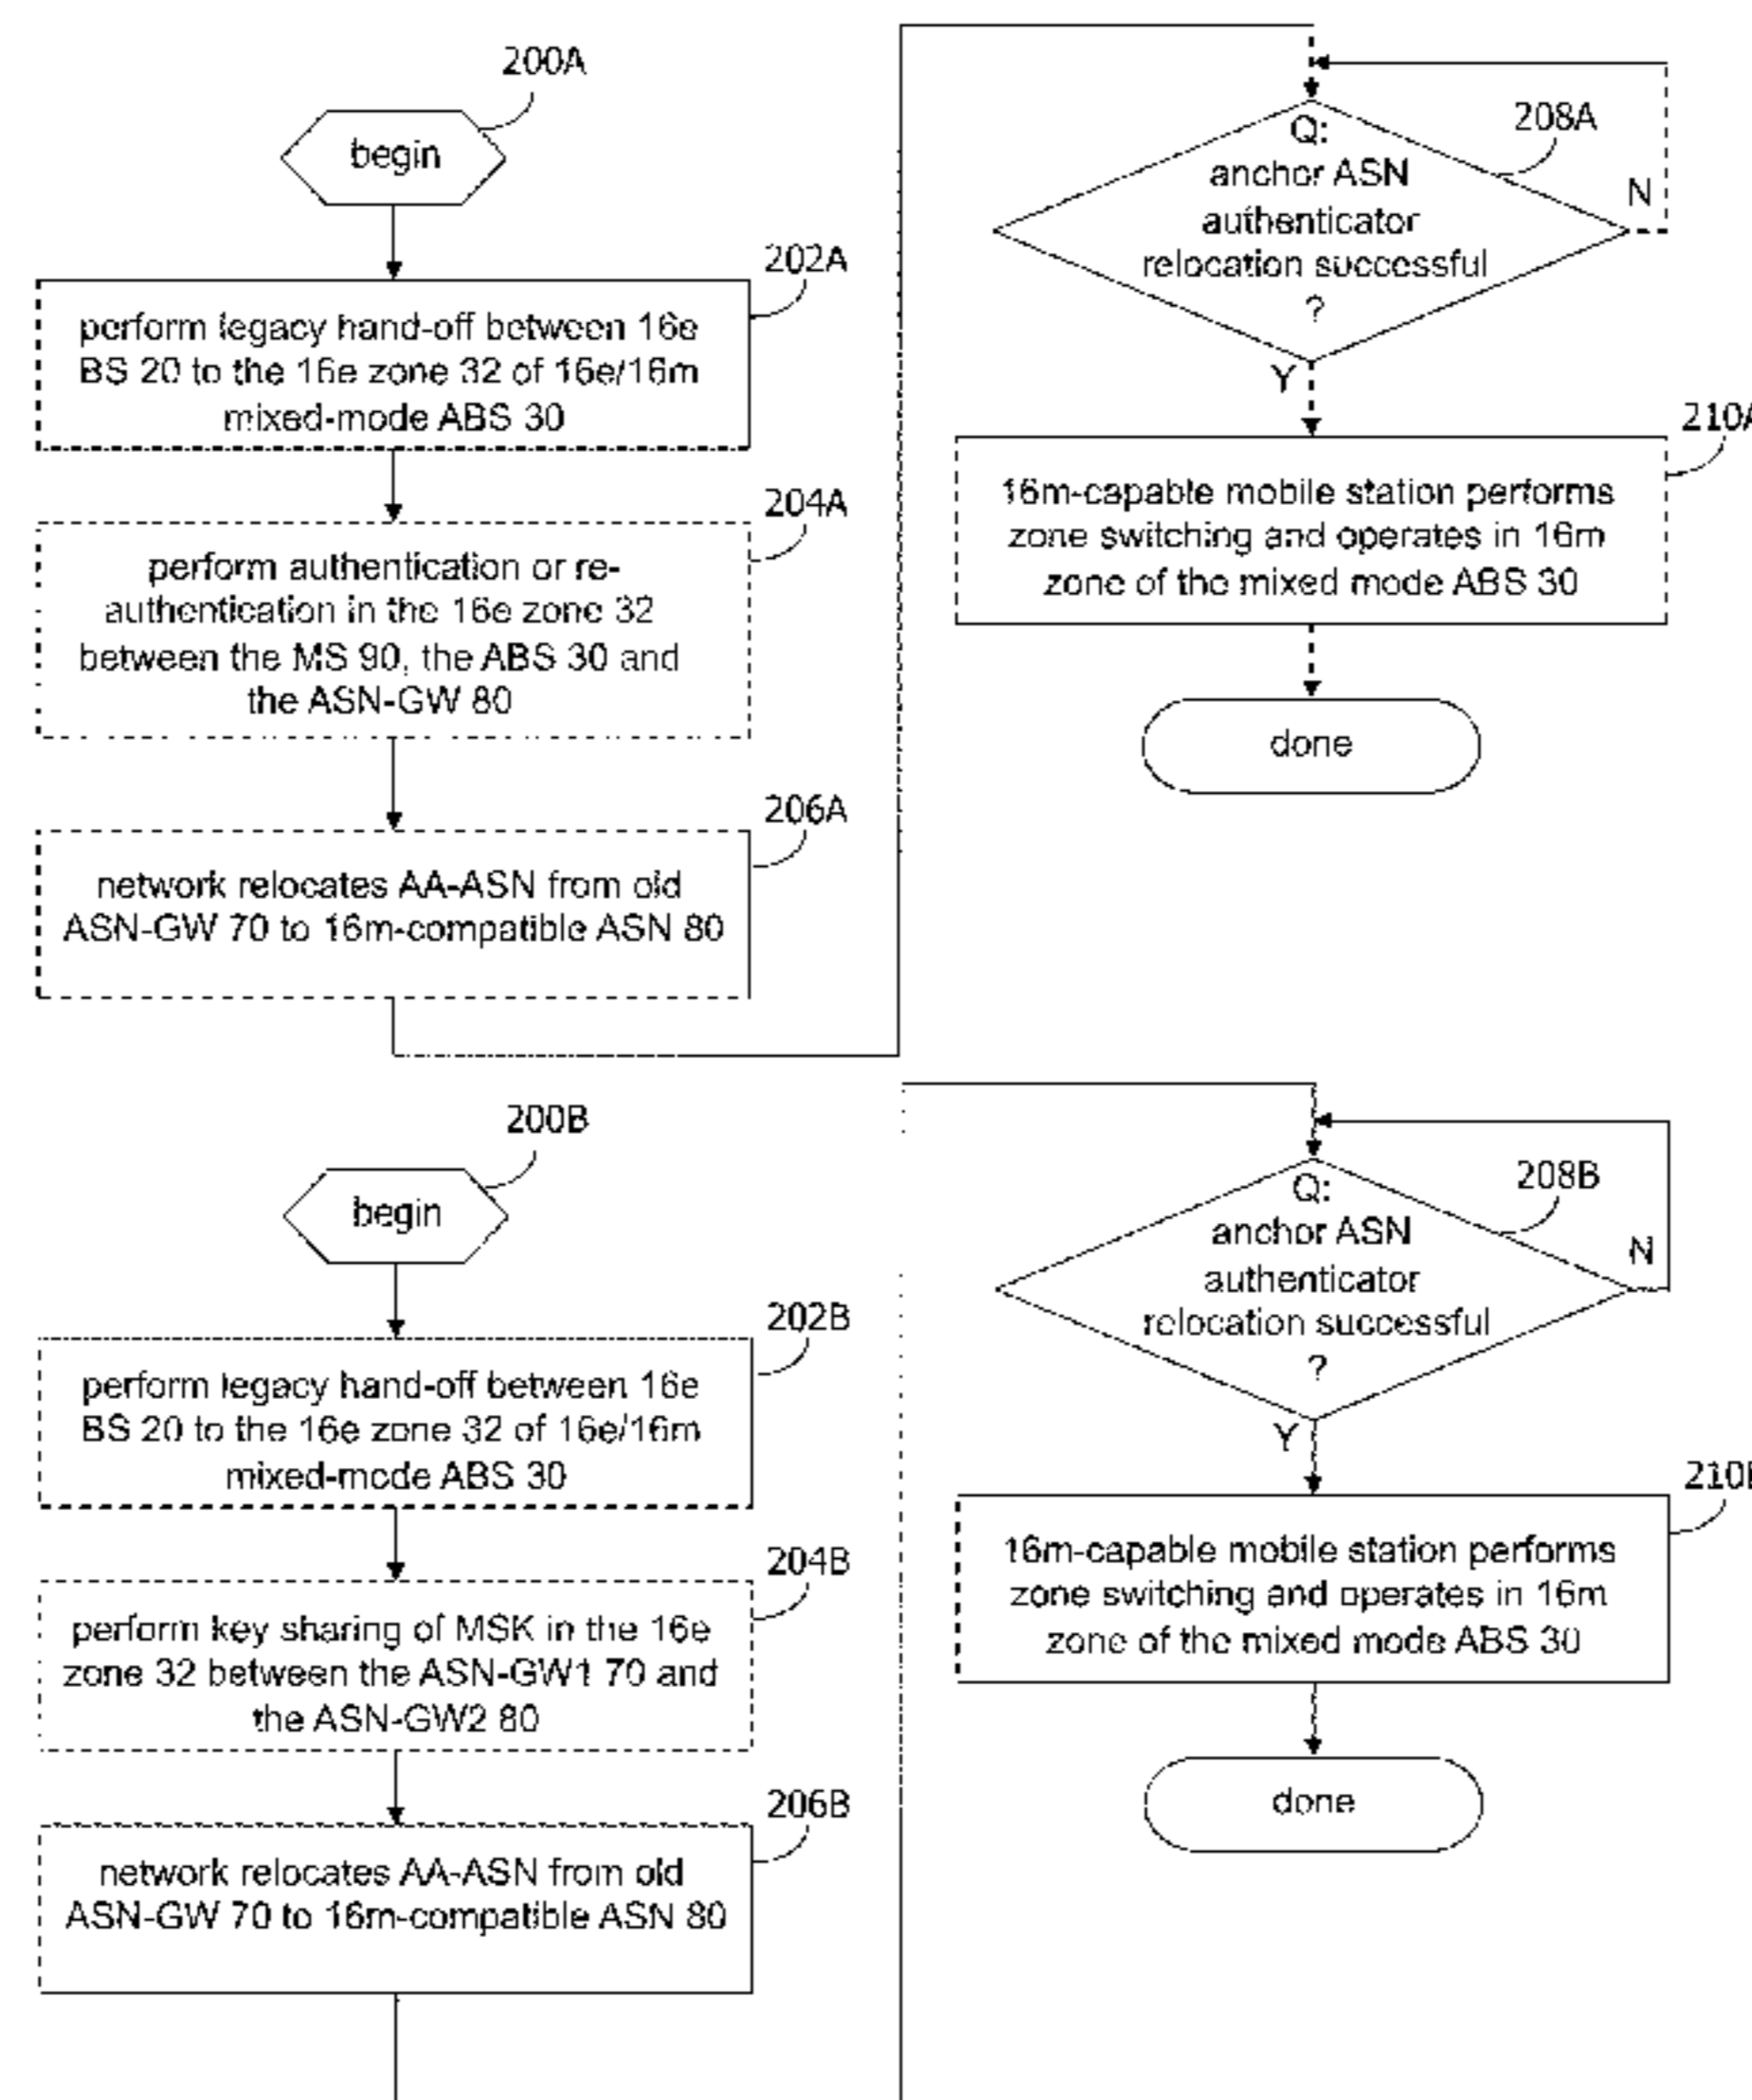 200A
begin
202A
perform legacy hand-off between 16e
BS 20 to the 16e zone 32 of 16e/16m
mixed-mode ABS 30
204A
perform authentication or re-
authentication in the 16e zone 32
between the MS 90, the ABS 30 and
the ASN-GW 80
206A
network relocates AA-ASN from old
ASN-GW 70 to 16m-compatible ASN 80
208A
Q:
anchor ASN
authenticator
relocation successful
?
N
Y
210A
16m-capable mobile station performs
zone switching and operates in 16m
zone of the mixed mode ABS 30
done
200B
begin
202B
perform legacy hand-off between 16e
BS 20 to the 16e zone 32 of 16e/16m
mixed-mode ABS 30
204B
perform key sharing of MSK in the 16e
zone 32 between the ASN-GW1 70 and
the ASN-GW2 80
206B
network relocates AA-ASN from old
ASN-GW 70 to 16m-compatible ASN 80
208B
Q:
anchor ASN
authenticator
relocation successful
?
N
Y
210B
16m-capable mobile station performs
zone switching and operates in 16m
zone of the mixed mode ABS 30
done